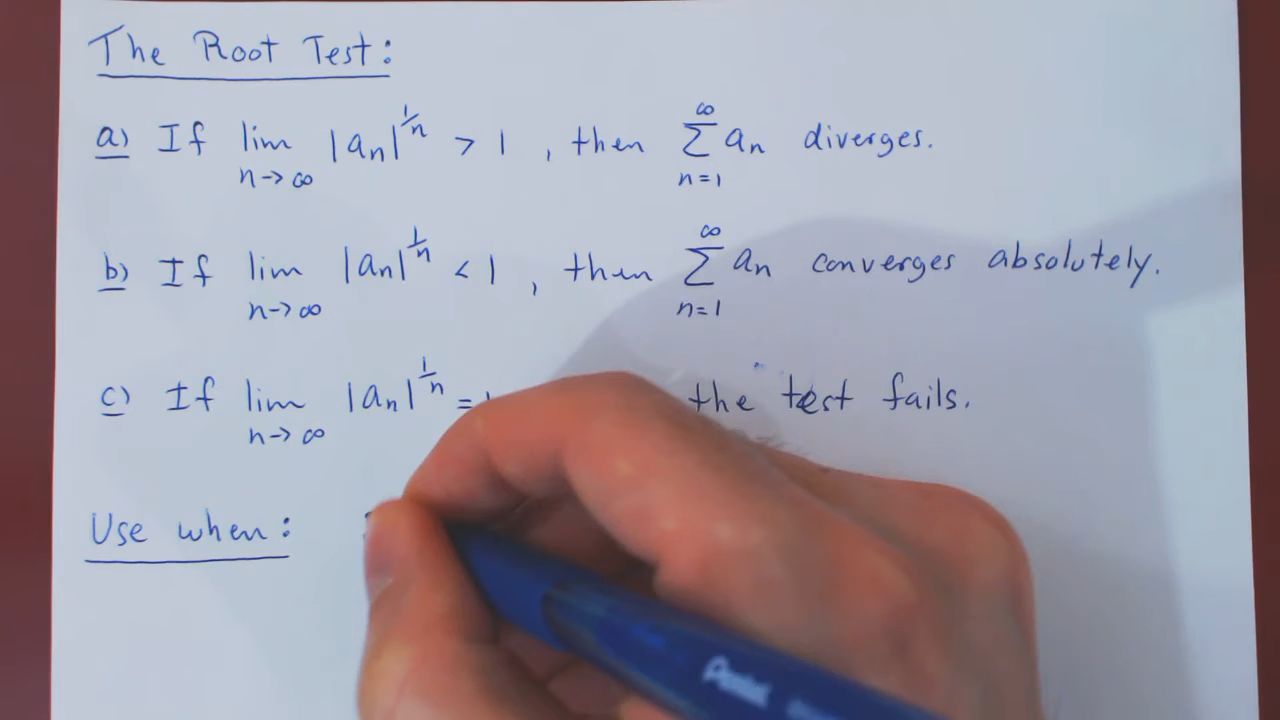 The Root Test:
a) If lim n→∞ |an|^1/n > 1, then ∞ Σ n=1 an diverges.
b) If lim n→∞ |an|^1/n < 1, then ∞ Σ n=1 an converges absolutely.
c) If lim n→∞ |an|^1/n = the test fails.
Use when:
Pentel